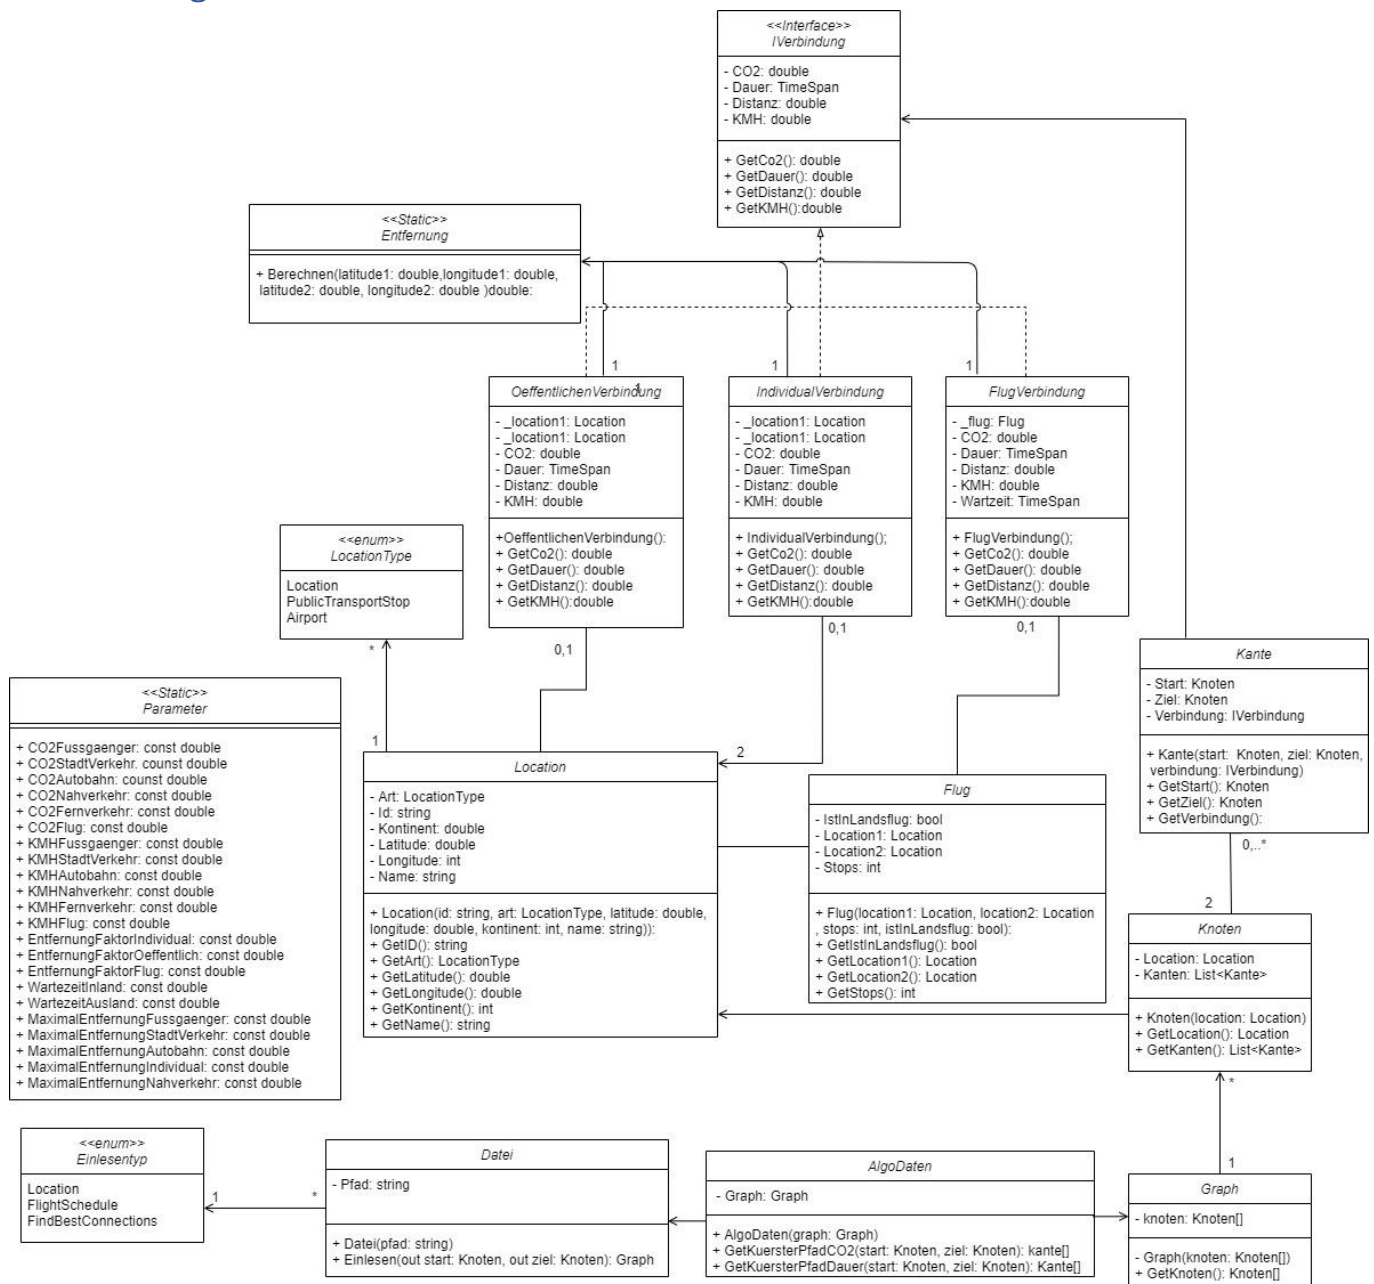 <<Interface>>
IVerbindung
- CO2: double
- Dauer: TimeSpan
- Distanz: double
- KMH: double
+ GetCo2(): double
+ GetDauer(): double
+ GetDistanz(): double
+ GetKMH():double
<<Static>>
Entfernung
+ Berechnen(latitude1: double,longitude1: double,
latitude2: double, longitude2: double )double:
1
1
1
1
OeffentlichenVerbindung
- _location1: Location
- _location1: Location
- CO2: double
- Dauer: TimeSpan
- Distanz: double
- KMH: double
+OeffentlichenVerbindung():
+ GetCo2(): double
+ GetDauer(): double
+ GetDistanz(): double
+ GetKMH():double
0,1
IndividualVerbindung
- _location1: Location
- _location1: Location
- CO2: double
- Dauer: TimeSpan
- Distanz: double
- KMH: double
+ IndividualVerbindung();
+ GetCo2(): double
+ GetDauer(): double
+ GetDistanz(): double
+ GetKMH():double
0,1
FlugVerbindung
- _flug: Flug
- CO2: double
- Dauer: TimeSpan
- Distanz: double
- KMH: double
- Wartzeit: TimeSpan
+ FlugVerbindung();
+ GetCo2(): double
+ GetDauer(): double
+ GetDistanz(): double
+ GetKMH():double
0,1
<<enum>>
LocationType
Location
PublicTransportStop
Airport
*
1
2
Kante
- Start: Knoten
- Ziel: Knoten
- Verbindung: IVerbindung
+ Kante(start:  Knoten, ziel: Knoten,
verbindung: IVerbindung)
+ GetStart(): Knoten
+ GetZiel(): Knoten
+ GetVerbindung():
0,..*
2
<<Static>>
Parameter
+ CO2Fussgaenger: const double
+ CO2StadtVerkehr. counst double
+ CO2Autobahn: counst double
+ CO2Nahverkehr: const double
+ CO2Fernverkehr: const double
+ CO2Flug: const double
+ KMHFussgaenger: const double
+ KMHStadtVerkehr: const double
+ KMHAutobahn: const double
+ KMHNahverkehr: const double
+ KMHFernverkehr: const double
+ KMHFlug: const double
+ EntfernungFaktorIndividual: const double
+ EntfernungFaktorOeffentlich: const double
+ EntfernungFaktorFlug: const double
+ WartezeitInland: const double
+ WartezeitAusland: const double
+ MaximalEntfernungFussgaenger: const double
+ MaximalEntfernungStadtVerkehr: const double
+ MaximalEntfernungAutobahn: const double
+ MaximalEntfernungIndividual: const double
+ MaximalEntfernungNahverkehr: const double
Location
- Art: LocationType
- Id: string
- Kontinent: double
- Latitude: double
- Longitude: int
- Name: string
+ Location(id: string, art: LocationType, latitude: double,
longitude: double, kontinent: int, name: string)):
+ GetID(): string
+ GetArt(): LocationType
+ GetLatitude(): double
+ GetLongitude(): double
+ GetKontinent(): int
+ GetName(): string
Flug
- IstInLandsflug: bool
- Location1: Location
- Location2: Location
- Stops: int
+ Flug(location1: Location, location2: Location
, stops: int, istInlandsflug: bool):
+ GetIstInLandsflug(): bool
+ GetLocation1(): Location
+ GetLocation2(): Location
+ GetStops(): int
Knoten
- Location: Location
- Kanten: List<Kante>
+ Knoten(location: Location)
+ GetLocation(): Location
+ GetKanten(): List<Kante>
*
1
<<enum>>
Einlesentyp
Location
FlightSchedule
FindBestConnections
1
*
Datei
- Pfad: string
+ Datei(pfad: string)
+ Einlesen(out start: Knoten, out ziel: Knoten): Graph
AlgoDaten
- Graph: Graph
+ AlgoDaten(graph: Graph)
+ GetKuersterPfadCO2(start: Knoten, ziel: Knoten): kante[]
+ GetKuersterPfadDauer(start: Knoten, ziel: Knoten): Kante[]
Graph
- knoten: Knoten[]
- Graph(knoten: Knoten[])
+ GetKnoten(): Knoten[]